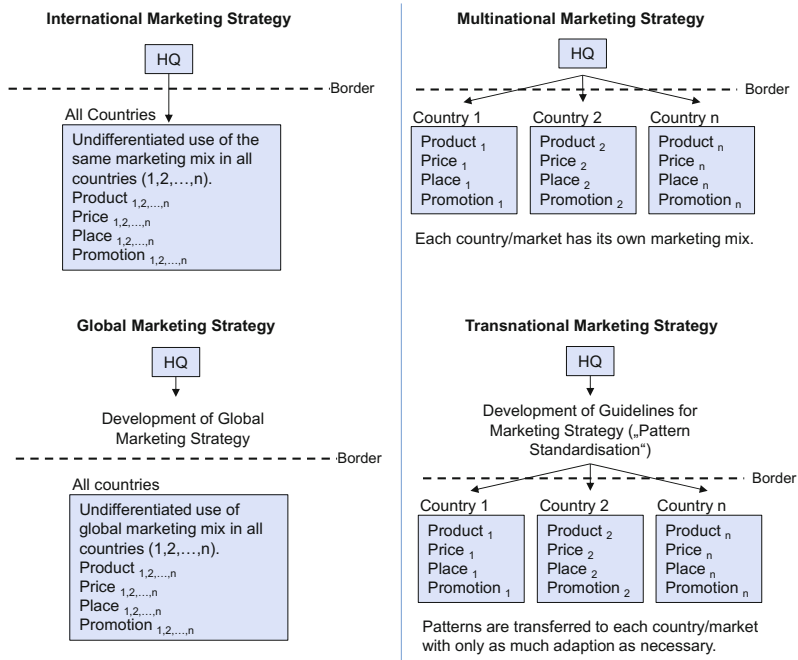 International Marketing Strategy
HQ
Border
All Countries
Undifferentiated use of the
same marketing mix in all
countries (1,2,…,n).
Product 1,2,…,n
Price 1,2,…,n
Place 1,2,…,n
Promotion 1,2,…,n
Multinational Marketing Strategy
HQ
Border
Country 1
Product 1
Price 1
Place 1
Promotion 1
Country 2
Product 2
Price 2
Place 2
Promotion 2
Country n
Product n
Price n
Place n
Promotion n
Each country/market has its own marketing mix.
Global Marketing Strategy
HQ
Development of Global
Marketing Strategy
Border
All countries
Undifferentiated use of
global marketing mix in all
countries (1,2,…,n).
Product 1,2,…,n
Price 1,2,…,n
Place 1,2,…,n
Promotion 1,2,…,n
Transnational Marketing Strategy
HQ
Development of Guidelines for
Marketing Strategy („Pattern
Standardisation“)
Border
Country 1
Product 1
Price 1
Place 1
Promotion 1
Country 2
Product 2
Price 2
Place 2
Promotion 2
Country n
Product n
Price n
Place n
Promotion n
Patterns are transferred to each country/market
with only as much adaption as necessary.